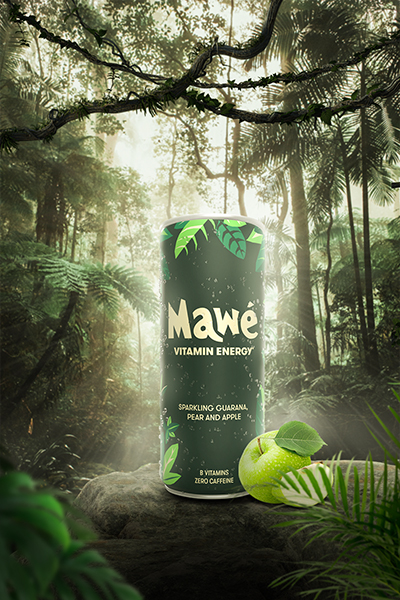 Mawé
VITAMIN ENERGY
SPARKLING GUARANA,
PEAR AND APPLE
B VITAMINS
ZERO CAFFEINE